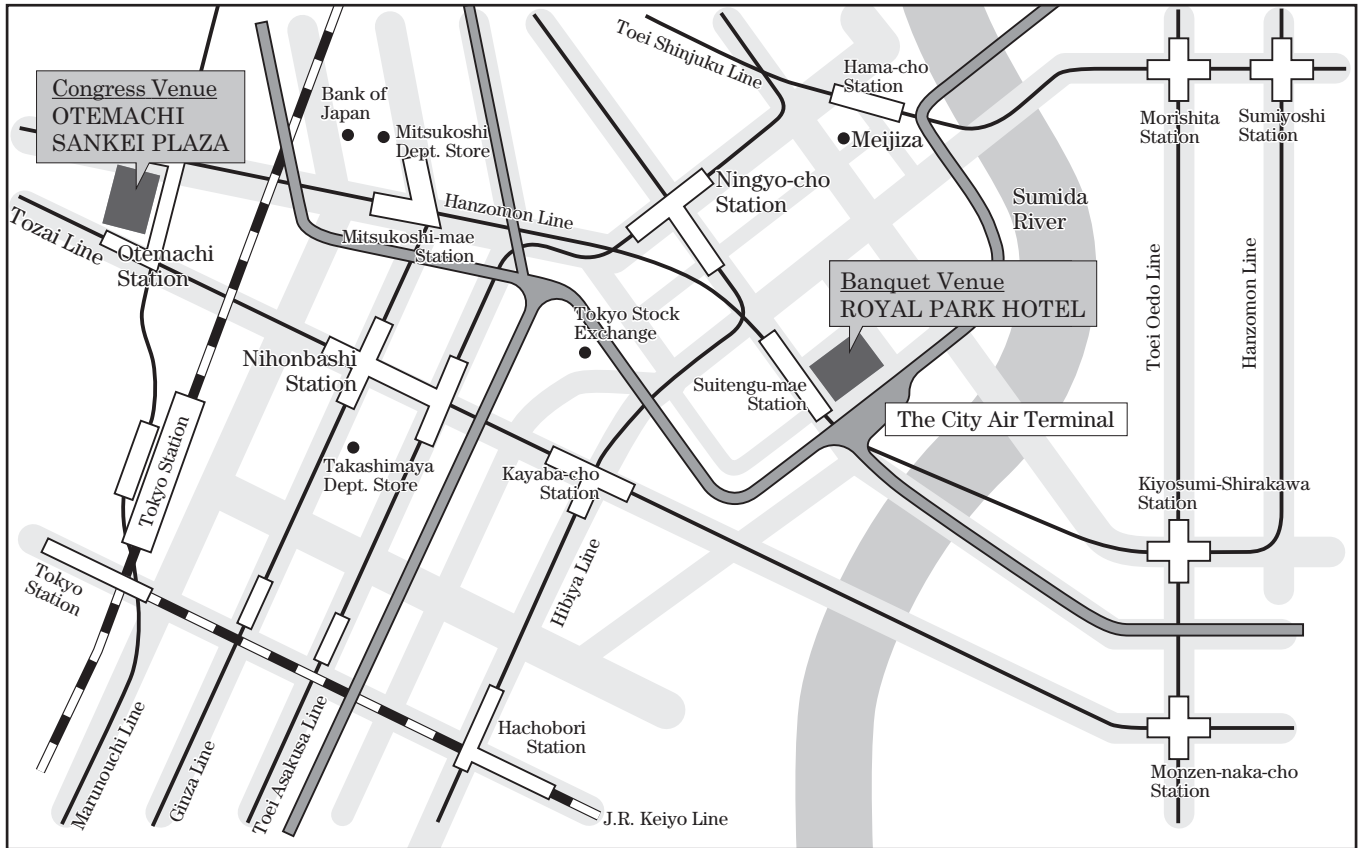 Toei Shinjuku Line
Hama-cho
Station
Congress Venue
OTEMACHI
SANKEI PLAZA
Bank of
Japan
Mitsukoshi
Dept. Store
Meijiza
Morishita
Station
Sumiyoshi
Station
Ningyo-cho
Station
Sumida
River
Hanzomon Line
Tozai Line
Otemachi
Station
Mitsukoshi-mae
Station
Banquet Venue
ROYAL PARK HOTEL
Toei Oedo Line
Hanzomon Line
Tokyo Stock
Exchange
Nihonbashi
Station
Suitengu-mae
Station
The City Air Terminal
Tokyo Station
Takashimaya
Dept. Store
Kayaba-cho
Station
Kiyosumi-Shirakawa
Station
Tokyo
Station
Hibiya Line
Hachobori
Station
Monzen-naka-cho
Station
Marunouchi Line
Ginza Line
Toei Asakusa Line
J.R. Keiyo Line